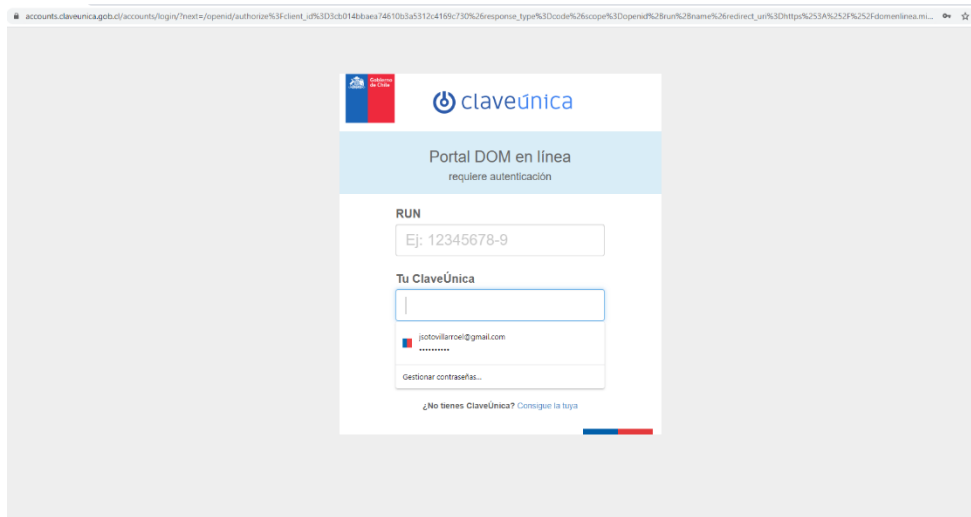 accounts.claveunica.gob.cl/accounts/login/?next=/openid/authorize%3Fclient_id%3D3cb014bbaea74610b3a5312c4169c730%26response_type%3Dcode%26scope%3Dopenid%28run%28name%26redirect_uri%3Dhttps%253A%252F%252Fdomenlinea.mi...
Gobierno
de Chile
claveúnica
Portal DOM en línea
requiere autenticación
RUN
Ej: 12345678-9
Tu ClaveÚnica
jsotovillarroel@gmail.com
••••••••••
Gestionar contraseñas...
¿No tienes ClaveÚnica? Consigue la tuya